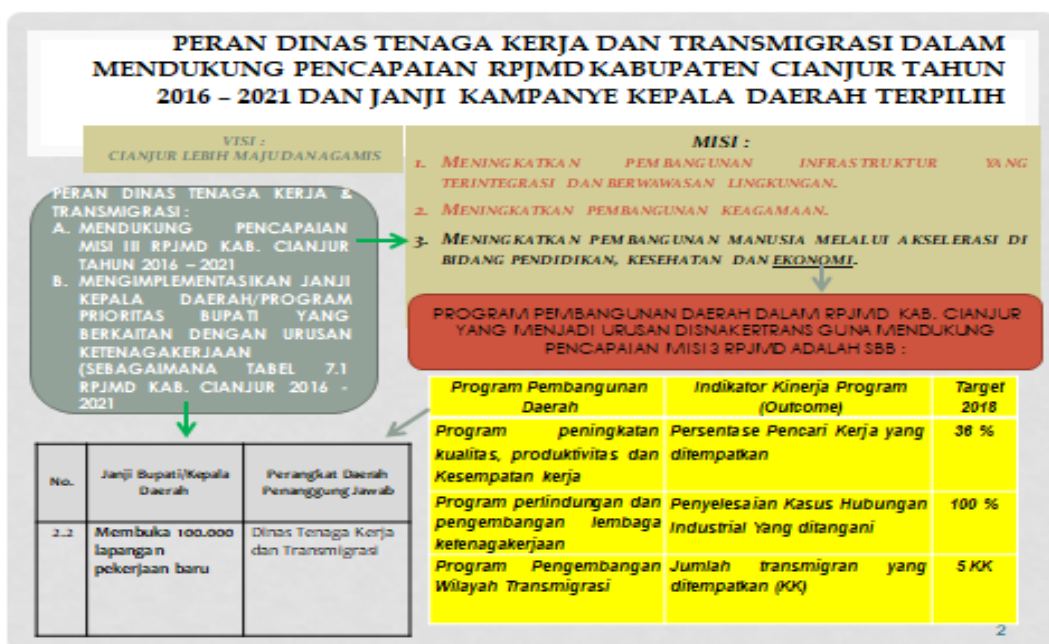 PERAN DINAS TENAGA KERJA DAN TRANSMIGRASI DALAM
MENDUKUNG PENCAPAIAN RPJMD KABUPATEN CIANJUR TAHUN
2016 – 2021 DAN JANJI KAMPANYE KEPALA DAERAH TERPILIH
VISI :
CIANJUR LEBIH MAJU DAN AGAMIS
MISI :
1. MENINGKATKAN PEMBANGUNAN INFRASTRUKTUR YANG
TERINTEGRASI DAN BERWAWASAN LINGKUNGAN.
2. MENINGKATKAN PEMBANGUNAN KEAGAMAAN.
3. MENINGKATKAN PEMBANGUNAN MANUSIA MELALUI AKSELERASI DI
BIDANG PENDIDIKAN, KESEHATAN DAN EKONOMI.
PERAN DINAS TENAGA KERJA &
TRANSMIGRASI :
A. MENDUKUNG PENCAPAIAN
MISI III RPJMD KAB. CIANJUR
TAHUN 2016 – 2021
B. MENGIMPLEMENTASIKAN JANJI
KEPALA DAERAH/PROGRAM
PRIORITAS BUPATI YANG
BERKAITAN DENGAN URUSAN
KETENAGAKERJAAN
(SEBAGAIMANA TABEL 7.1
RPJMD KAB. CIANJUR 2016 -
2021
PROGRAM PEMBANGUNAN DAERAH DALAM RPJMD KAB. CIANJUR
YANG MENJADI URUSAN DISNAKERTRANS GUNA MENDUKUNG
PENCAPAIAN MISI 3 RPJMD ADALAH SBB :
No. Janji Bupati/Kepala Daerah Perangkat Daerah Penanggung Jawab
2.2 Membuka 100.000 Dinas Tenaga Kerja
lapangan dan Transmigrasi
pekerjaan baru
Program Pembangunan Indikator Kinerja Program Target
Daerah (Outcome) 2018
Program peningkatan Persentase Pencari Kerja yang 36 %
kualitas, produktivitas dan ditempatkan
Kesempatan kerja
Program perlindungan dan Penyelesaian Kasus Hubungan 100 %
pengembangan lembaga Industrial Yang ditangani
ketenagakerjaan
Program Pengembangan Jumlah transmigran yang 5 KK
Wilayah Transmigrasi ditempatkan (KK)
2